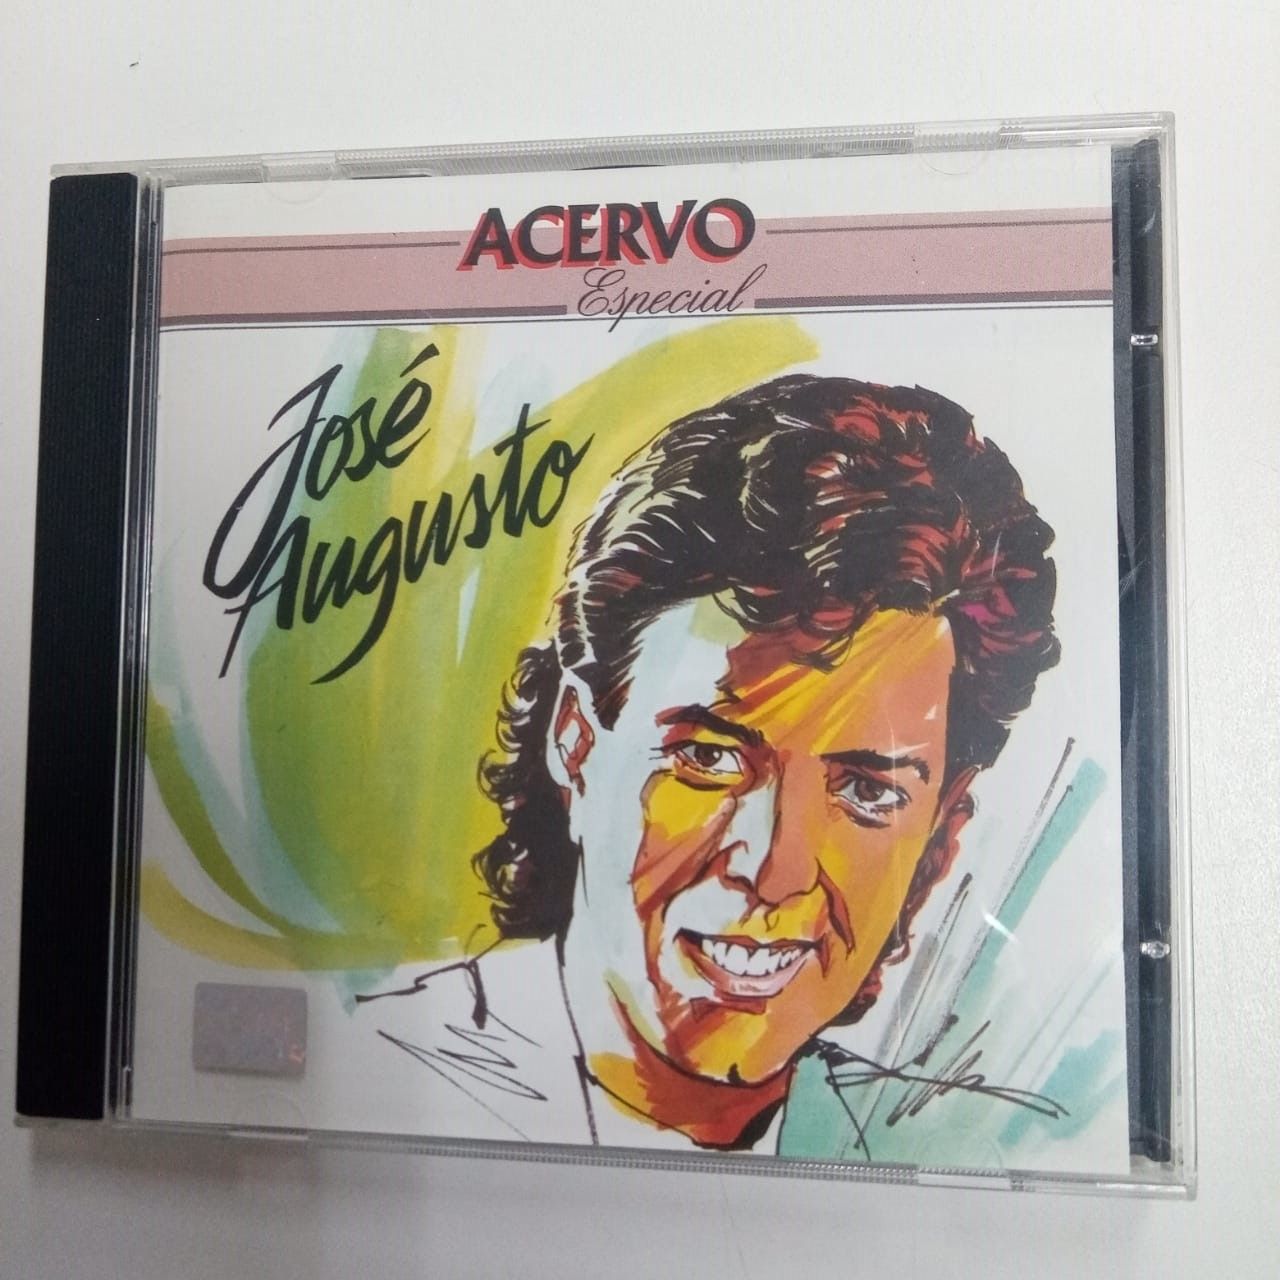 ACERVO
Especial
José
Augusto